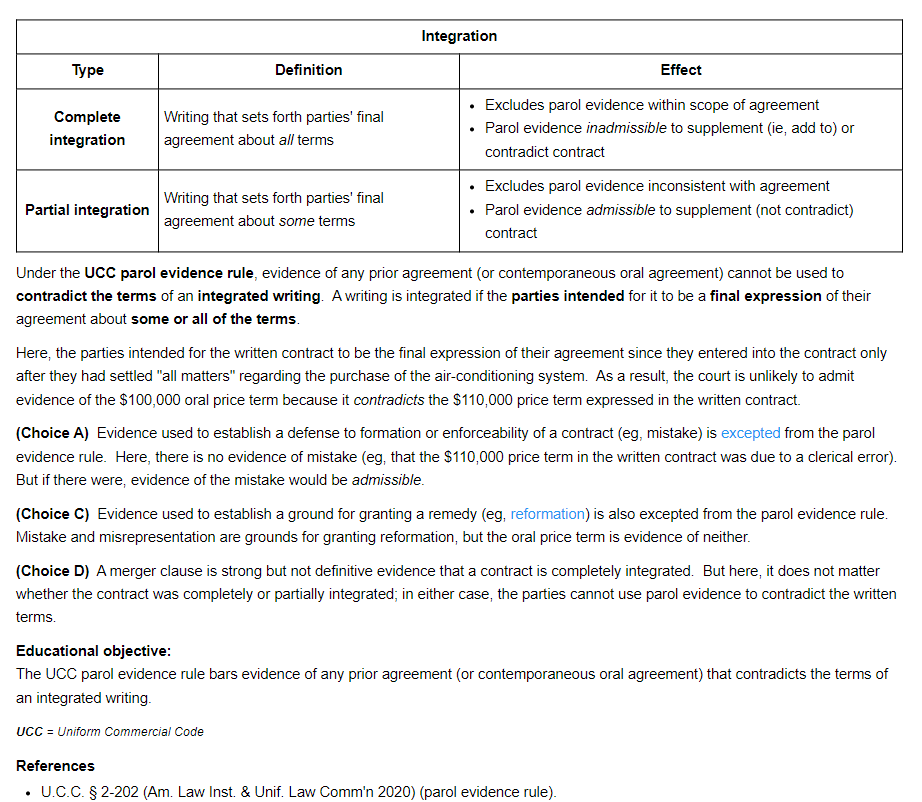 Integration
Type
Definition
Effect
Complete
integration
Writing that sets forth parties' final
agreement about all terms
• Excludes parol evidence within scope of agreement
• Parol evidence inadmissible to supplement (ie, add to) or
contradict contract
Partial integration
Writing that sets forth parties' final
agreement about some terms
• Excludes parol evidence inconsistent with agreement
• Parol evidence admissible to supplement (not contradict)
contract
Under the UCC parol evidence rule, evidence of any prior agreement (or contemporaneous oral agreement) cannot be used to
contradict the terms of an integrated writing.  A writing is integrated if the parties intended for it to be a final expression of their
agreement about some or all of the terms.
Here, the parties intended for the written contract to be the final expression of their agreement since they entered into the contract only
after they had settled "all matters" regarding the purchase of the air-conditioning system.  As a result, the court is unlikely to admit
evidence of the $100,000 oral price term because it contradicts the $110,000 price term expressed in the written contract.
(Choice A)  Evidence used to establish a defense to formation or enforceability of a contract (eg, mistake) is excepted from the parol
evidence rule.  Here, there is no evidence of mistake (eg, that the $110,000 price term in the written contract was due to a clerical error).
But if there were, evidence of the mistake would be admissible.
(Choice C)  Evidence used to establish a ground for granting a remedy (eg, reformation) is also excepted from the parol evidence rule.
Mistake and misrepresentation are grounds for granting reformation, but the oral price term is evidence of neither.
(Choice D)  A merger clause is strong but not definitive evidence that a contract is completely integrated.  But here, it does not matter
whether the contract was completely or partially integrated; in either case, the parties cannot use parol evidence to contradict the written
terms.
Educational objective:
The UCC parol evidence rule bars evidence of any prior agreement (or contemporaneous oral agreement) that contradicts the terms of
an integrated writing.
UCC = Uniform Commercial Code
References
• U.C.C. § 2-202 (Am. Law Inst. & Unif. Law Comm'n 2020) (parol evidence rule).